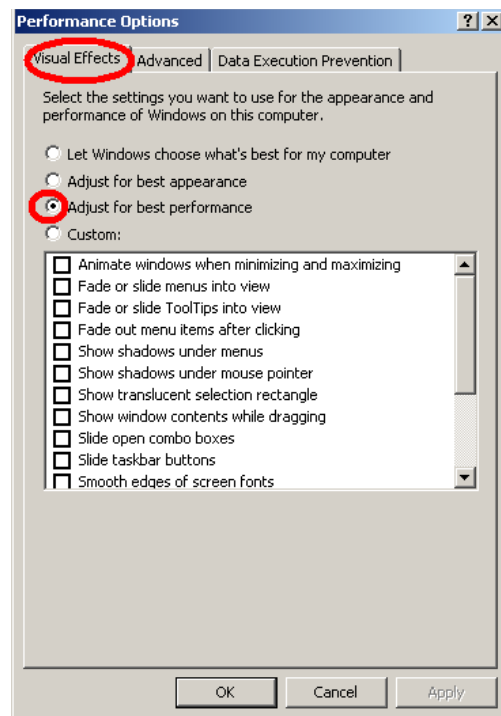 Performance Options
Visual Effects Advanced Data Execution Prevention
Select the settings you want to use for the appearance and
performance of Windows on this computer.
Let Windows choose what's best for my computer
Adjust for best appearance
Adjust for best performance
Custom:
Animate windows when minimizing and maximizing
Fade or slide menus into view
Fade or slide ToolTips into view
Fade out menu items after clicking
Show shadows under menus
Show shadows under mouse pointer
Show translucent selection rectangle
Show window contents while dragging
Slide open combo boxes
Slide taskbar buttons
Smooth edges of screen fonts
OK Cancel Apply